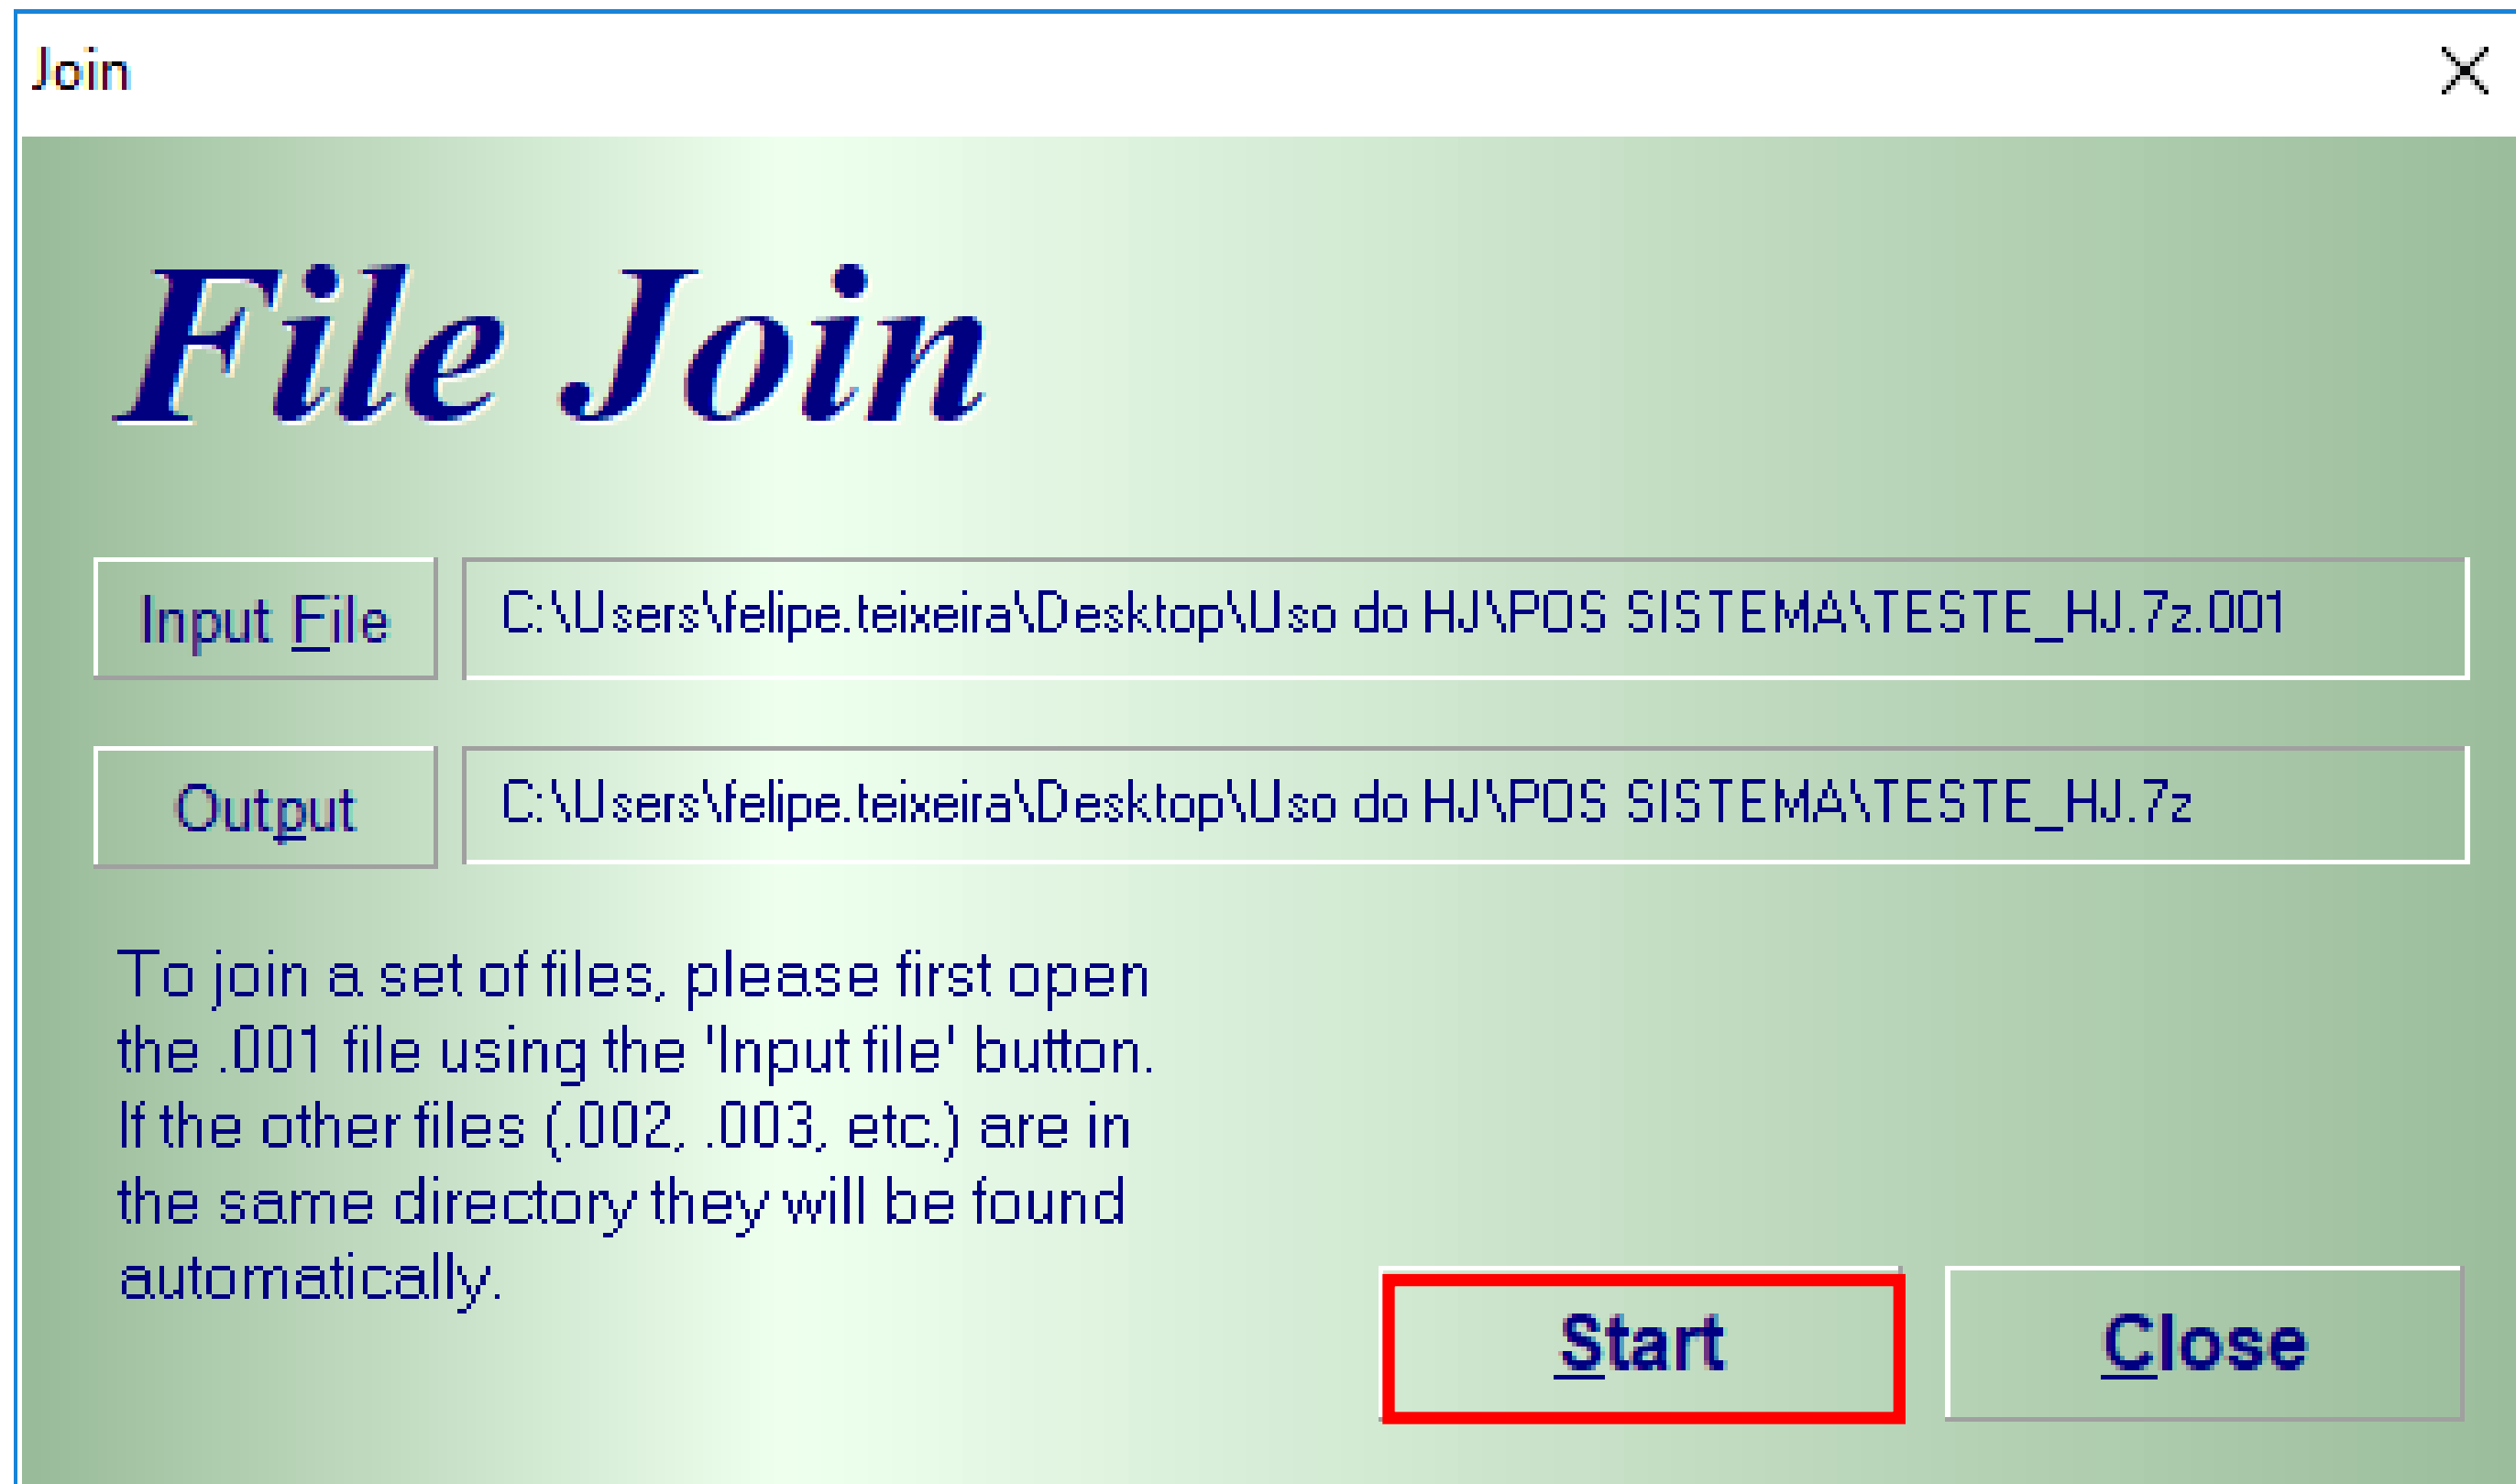 Join
File Join
Input File
C:\Users\felipe.teixeira\Desktop\Uso do HJ\POS SISTEMA\TESTE_HJ.7z.001
Output
C:\Users\felipe.teixeira\Desktop\Uso do HJ\POS SISTEMA\TESTE_HJ.7z
To join a set of files, please first open
the .001 file using the 'Input file' button.
If the other files (.002, .003, etc.) are in
the same directory they will be found
automatically.
Start
Close